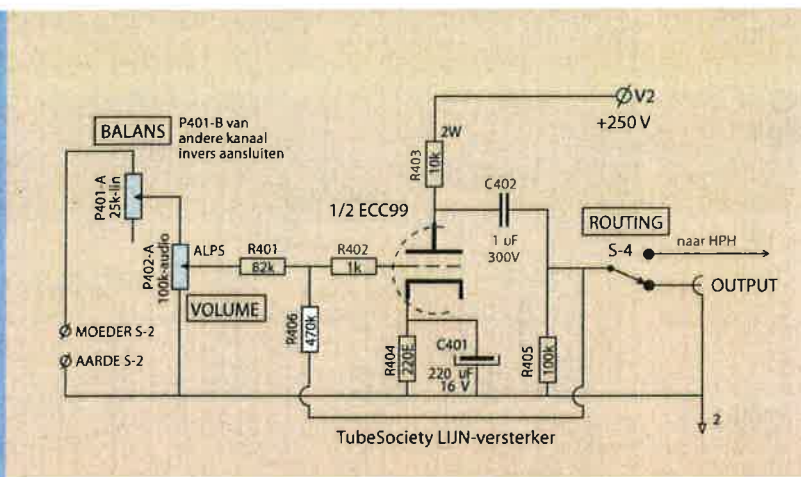 BALANS
P401-B van
andere kanaal
invers aansluiten
P401-A
25k-lin
P402-A
100k-audio
ALPS
VOLUME
R401
82k
R402
1k
R406
470k
1/2 ECC99
R403
10k
2W
V2
+250 V
C402
1 uF
300V
ROUTING
S-4
naar HPH
OUTPUT
MOEDER S-2
AARDE S-2
R404
220E
C401
220 uF
16 V
R405
100k
2
TubeSociety LIJN-versterker